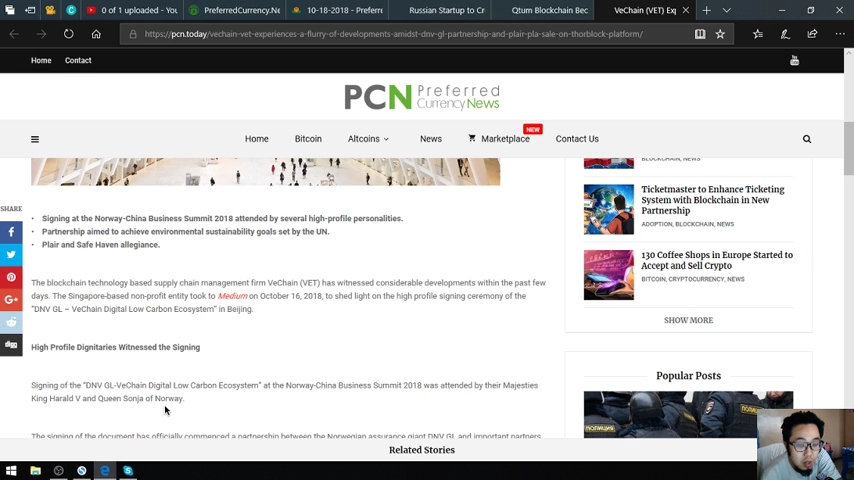 0 of 1 uploaded - You
PreferredCurrency.Ne
10-18-2018 - Preferre
Russian Startup to Cr
Qtum Blockchain Bec
VeChain (VET) Exp
https://pcn.today/vechain-vet-experiences-a-flurry-of-developments-amidst-dnv-gl-partnership-and-plair-pla-sale-on-thorblock-platform/
Home Contact
PCN Preferred
Currency News
NEW
Home Bitcoin Altcoins News Marketplace Contact Us
BLOCKCHAIN, NEWS
Ticketmaster to Enhance Ticketing
System with Blockchain in New
Partnership
ADOPTION, BLOCKCHAIN, NEWS
130 Coffee Shops in Europe Started to
Accept and Sell Crypto
BITCOIN, CRYPTOCURRENCY, NEWS
SHOW MORE
Popular Posts
SHARE
• Signing at the Norway-China Business Summit 2018 attended by several high-profile personalities.
• Partnership aimed to achieve environmental sustainability goals set by the UN.
• Plair and Safe Haven allegiance.
The blockchain technology based supply chain management firm VeChain (VET) has witnessed considerable developments within the past few
days. The Singapore-based non-profit entity took to Medium on October 16, 2018, to shed light on the high profile signing ceremony of the
“DNV GL – VeChain Digital Low Carbon Ecosystem” in Beijing.
High Profile Dignitaries Witnessed the Signing
Signing of the “DNV GL-VeChain Digital Low Carbon Ecosystem” at the Norway-China Business Summit 2018 was attended by their Majesties
King Harald V and Queen Sonja of Norway.
The signing of the document has officially commenced a partnership between the Norwegian assurance giant DNV GL and important partners
Related Stories